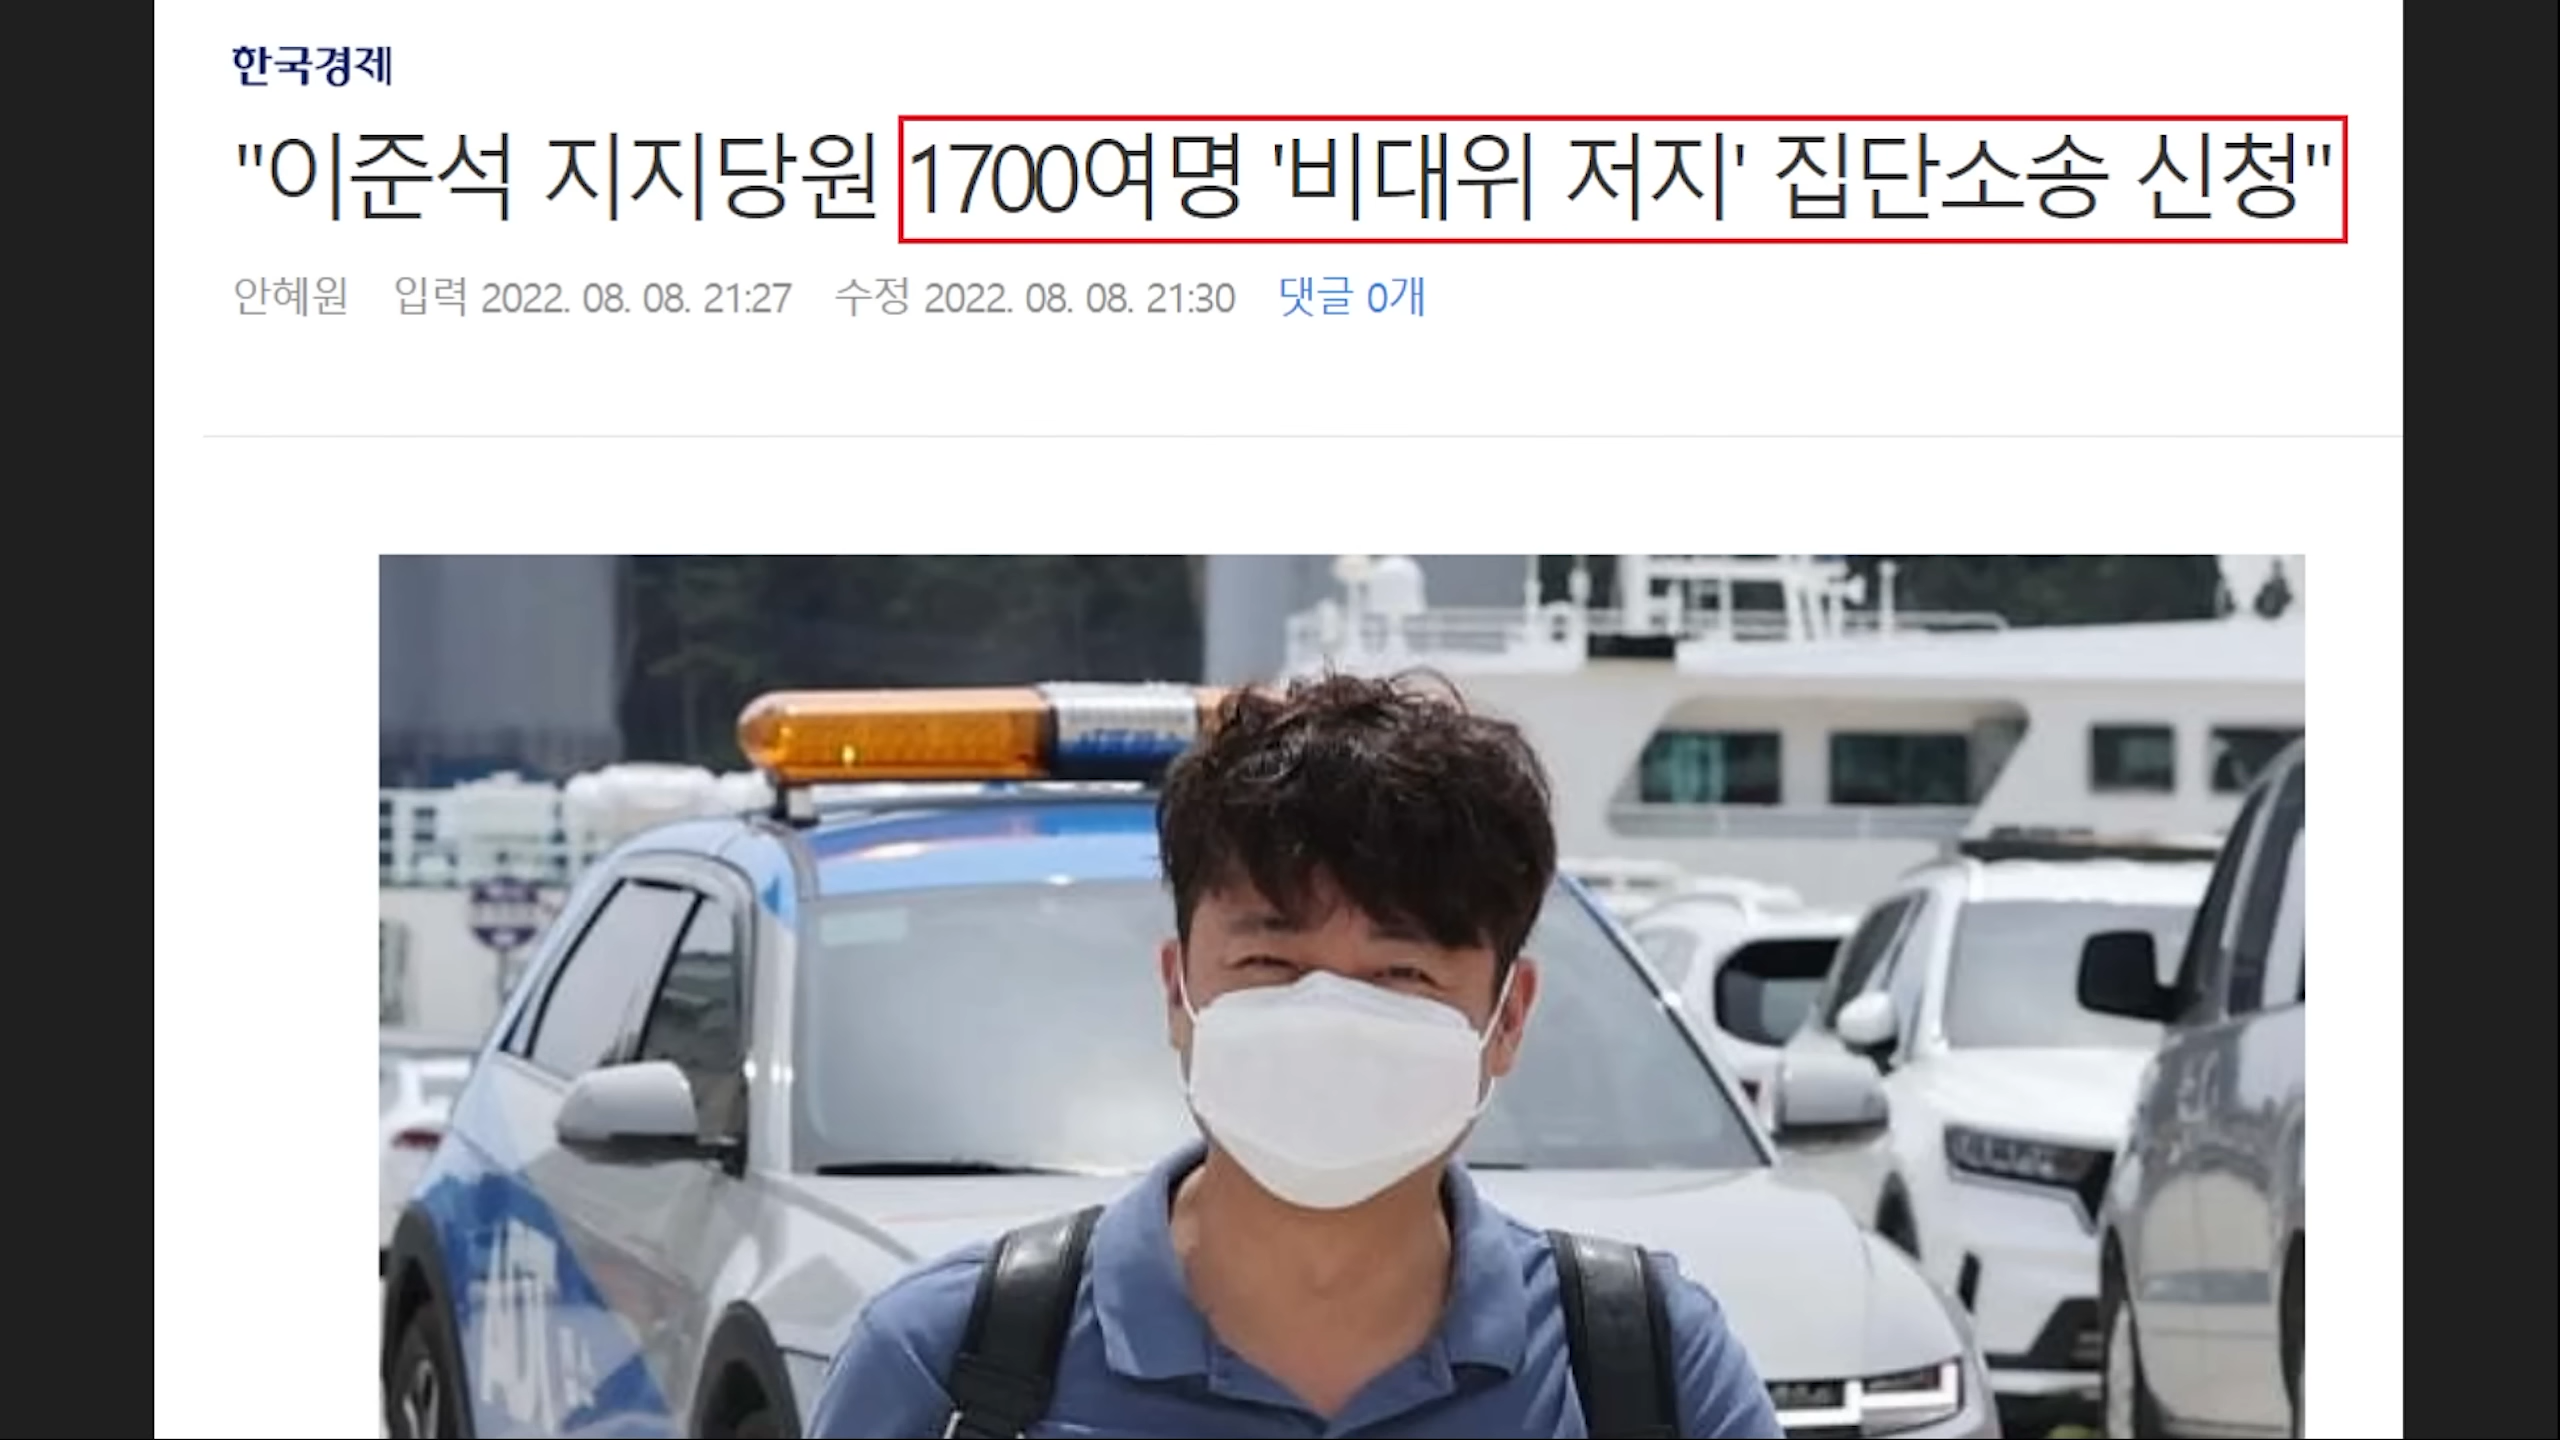 한국경제
"이준석 지지당원 1700여명 '비대위 저지' 집단소송 신청"
안혜원 입력 2022. 08. 08. 21:27 수정 2022. 08. 08. 21:30 댓글 0개